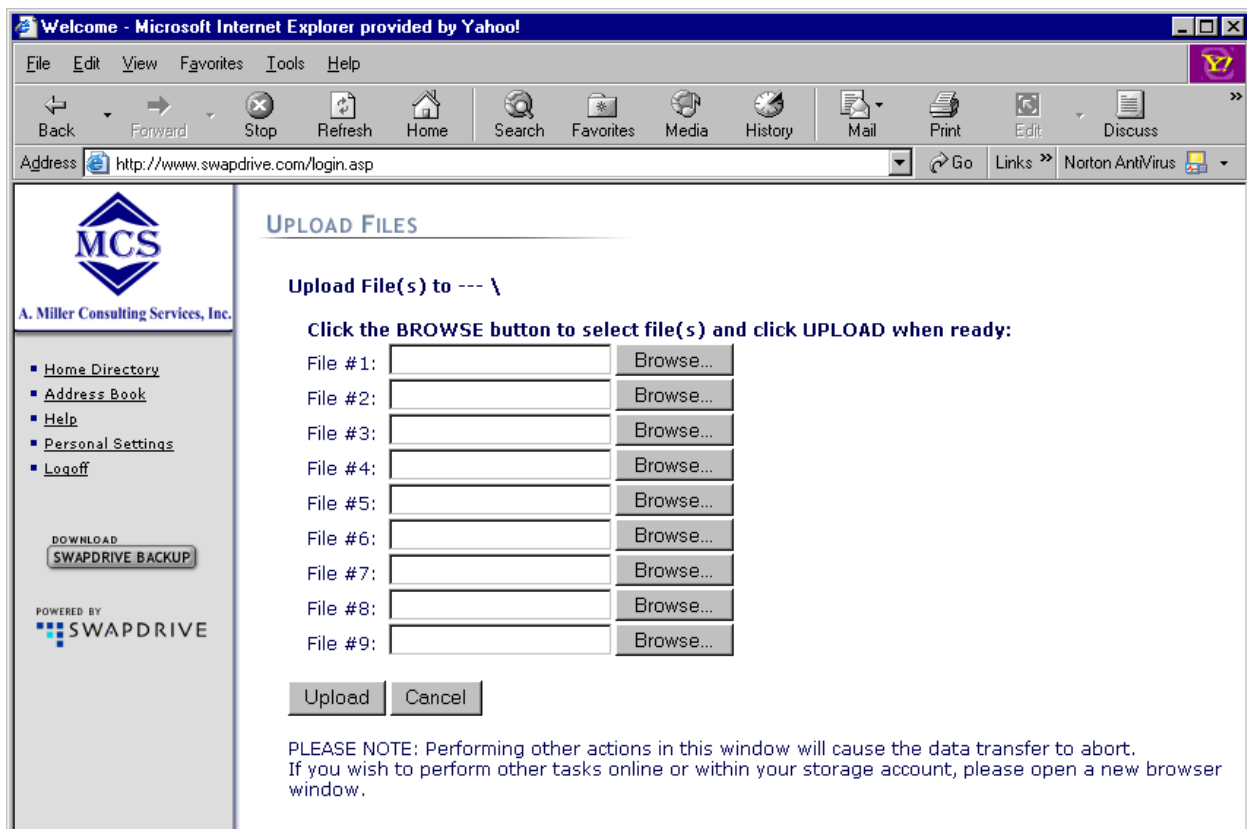 Welcome - Microsoft Internet Explorer provided by Yahoo!
File Edit View Favorites Tools Help
Y!
Back Forward Stop Refresh Home Search Favorites Media History Mail Print Edit Discuss »
Address http://www.swapdrive.com/login.asp Go Links » Norton AntiVirus
MCS
A. Miller Consulting Services, Inc.
Home Directory
Address Book
Help
Personal Settings
Logoff
DOWNLOAD
SWAPDRIVE BACKUP
POWERED BY
SWAPDRIVE
UPLOAD FILES
Upload File(s) to --- \
Click the BROWSE button to select file(s) and click UPLOAD when ready:
File #1: Browse...
File #2: Browse...
File #3: Browse...
File #4: Browse...
File #5: Browse...
File #6: Browse...
File #7: Browse...
File #8: Browse...
File #9: Browse...
Upload Cancel
PLEASE NOTE: Performing other actions in this window will cause the data transfer to abort.
If you wish to perform other tasks online or within your storage account, please open a new browser
window.